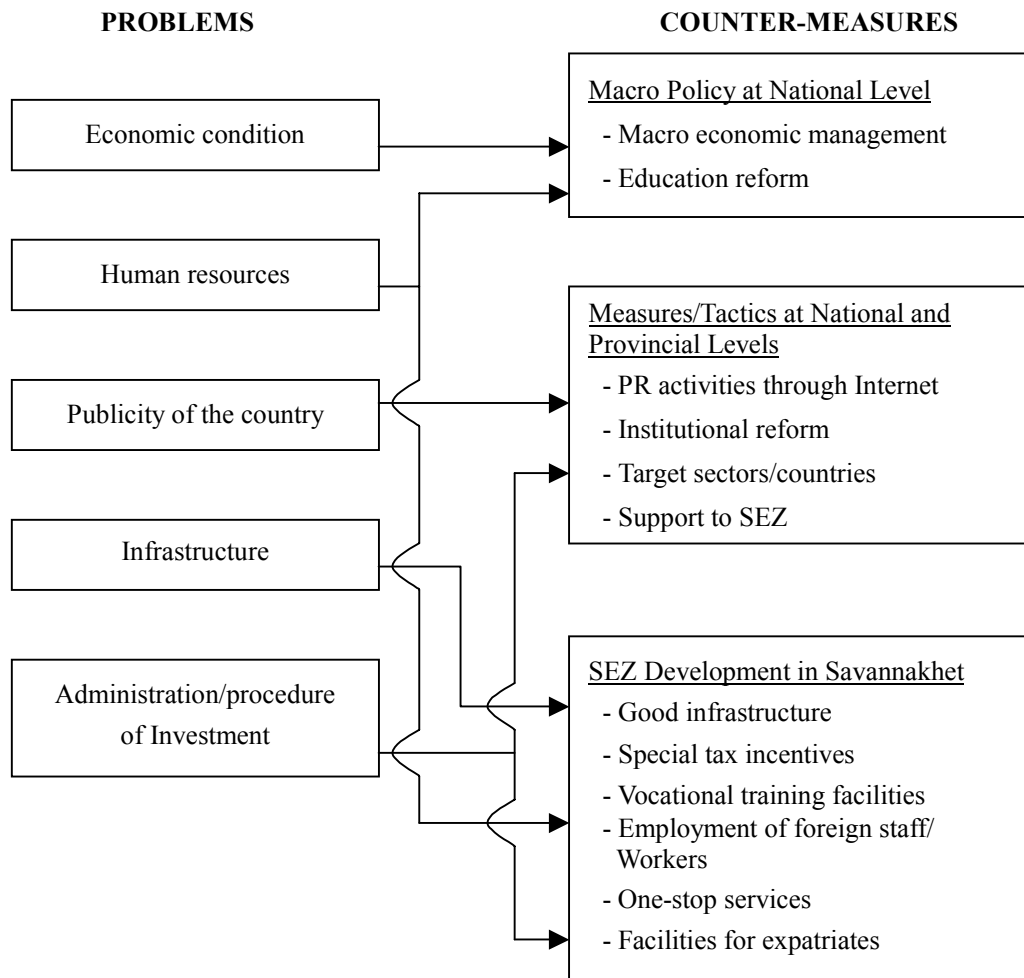 PROBLEMS
COUNTER-MEASURES
Economic condition
Human resources
Publicity of the country
Infrastructure
Administration/procedure
of Investment
Macro Policy at National Level
- Macro economic management
- Education reform
Measures/Tactics at National and
Provincial Levels
- PR activities through Internet
- Institutional reform
- Target sectors/countries
- Support to SEZ
SEZ Development in Savannakhet
- Good infrastructure
- Special tax incentives
- Vocational training facilities
- Employment of foreign staff/
Workers
- One-stop services
- Facilities for expatriates